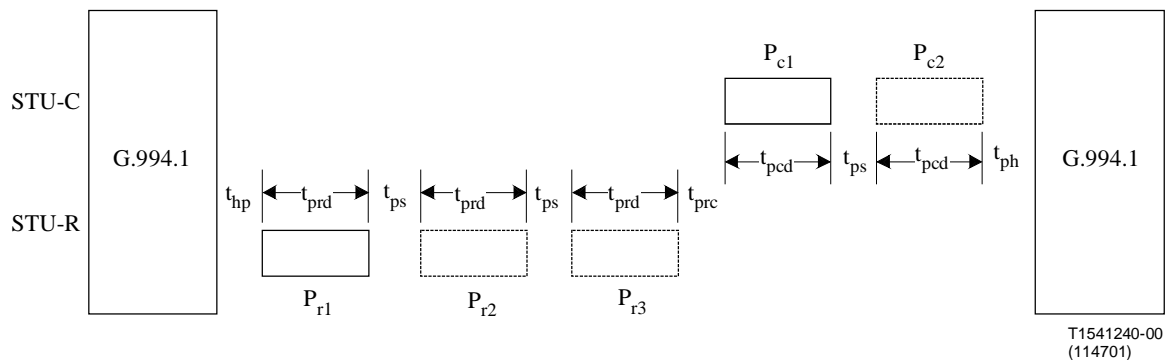 P_c1 P_c2
STU-C
G.994.1 G.994.1
t_pcd t_ps t_pcd t_ph
t_hp t_prd t_ps t_prd t_ps t_prd t_prc
STU-R
P_r1 P_r2 P_r3
T1541240-00
(114701)